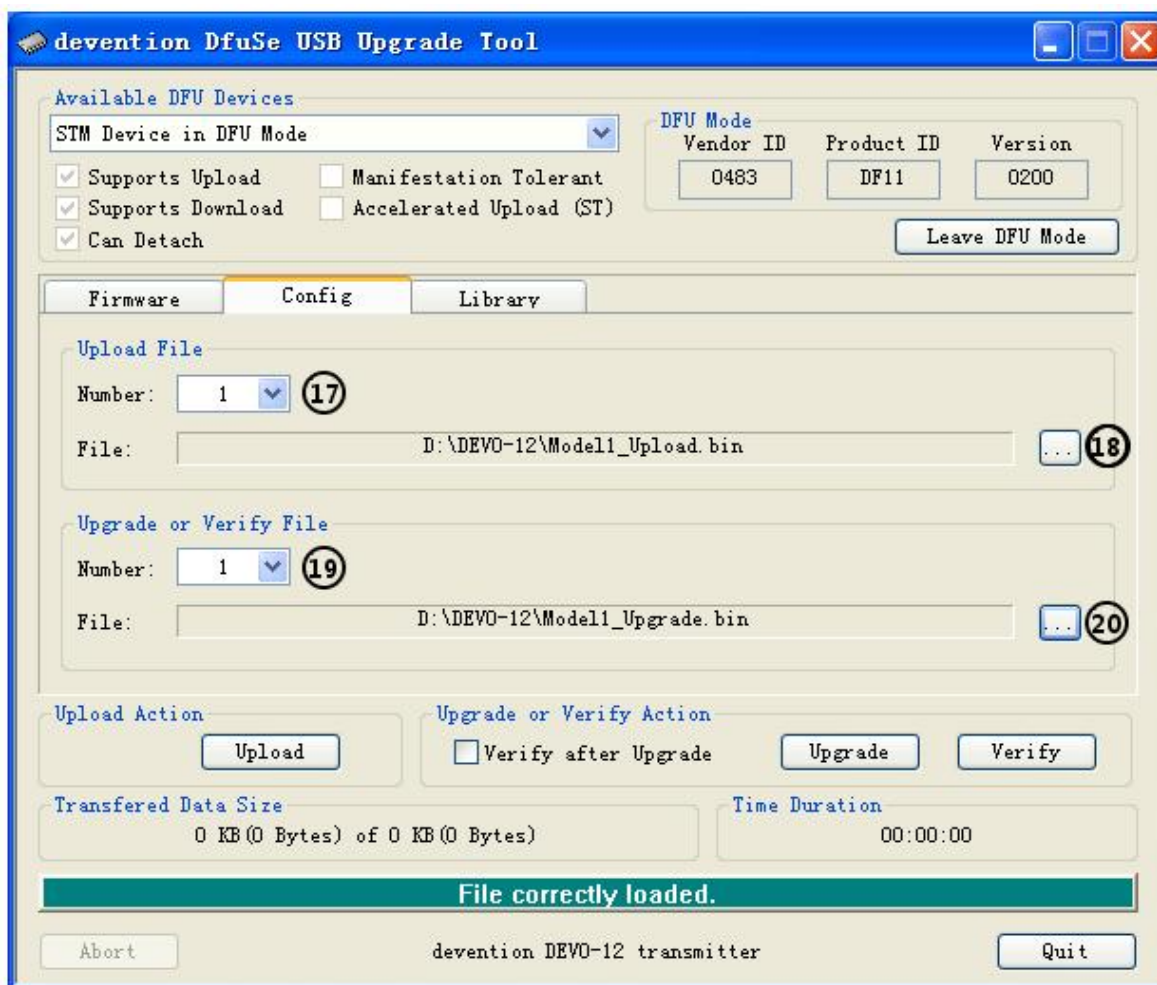 devention DfuSe USB Upgrade Tool
Available DFU Devices
STM Device in DFU Mode
Supports Upload
Manifestation Tolerant
Supports Download
Accelerated Upload (ST)
Can Detach
DFU Mode
Vendor ID Product ID Version
0483 DF11 0200
Leave DFU Mode
Firmware Config Library
Upload File
Number: 1 17
File: D:\DEVO-12\Model1_Upload.bin ... 18
Upgrade or Verify File
Number: 1 19
File: D:\DEVO-12\Model1_Upgrade.bin ... 20
Upload Action
Upload
Upgrade or Verify Action
Verify after Upgrade Upgrade Verify
Transfered Data Size
0 KB(0 Bytes) of 0 KB(0 Bytes)
Time Duration
00:00:00
File correctly loaded.
Abort devention DEVO-12 transmitter Quit